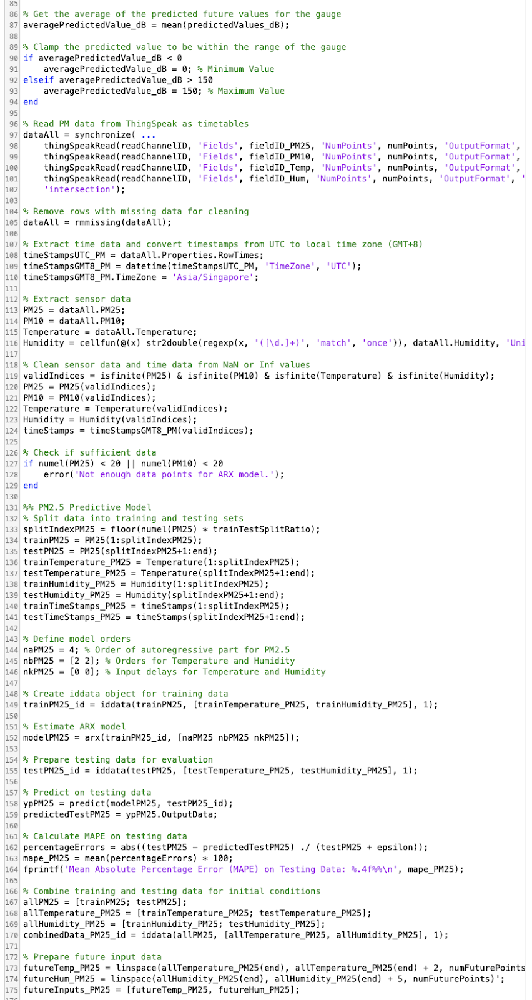 85
86 % Get the average of the predicted future values for the gauge
87 averagePredictedValue_dB = mean(predictedValues_dB);
88
89 % Clamp the predicted value to be within the range of the gauge
90 if averagePredictedValue_dB < 0
91     averagePredictedValue_dB = 0; % Minimum Value
92 elseif averagePredictedValue_dB > 150
93     averagePredictedValue_dB = 150; % Maximum Value
94 end
95
96 % Read PM data from ThingSpeak as timetables
97 dataAll = synchronize( ...
98     thingSpeakRead(readChannelID, 'Fields', fieldID_PM25, 'NumPoints', numPoints, 'OutputFormat',
99     thingSpeakRead(readChannelID, 'Fields', fieldID_PM10, 'NumPoints', numPoints, 'OutputFormat',
100     thingSpeakRead(readChannelID, 'Fields', fieldID_Temp, 'NumPoints', numPoints, 'OutputFormat',
101     thingSpeakRead(readChannelID, 'Fields', fieldID_Hum, 'NumPoints', numPoints, 'OutputFormat', '
102     'intersection');
103
104 % Remove rows with missing data for cleaning
105 dataAll = rmmissing(dataAll);
106
107 % Extract time data and convert timestamps from UTC to local time zone (GMT+8)
108 timeStampsUTC_PM = dataAll.Properties.RowTimes;
109 timeStampsGMT8_PM = datetime(timeStampsUTC_PM, 'TimeZone', 'UTC');
110 timeStampsGMT8_PM.TimeZone = 'Asia/Singapore';
111
112 % Extract sensor data
113 PM25 = dataAll.PM25;
114 PM10 = dataAll.PM10;
115 Temperature = dataAll.Temperature;
116 Humidity = cellfun(@(x) str2double(regexp(x, '([\d.]+)', 'match', 'once')), dataAll.Humidity, 'Uni
117
118 % Clean sensor data and time data from NaN or Inf values
119 validIndices = isfinite(PM25) & isfinite(PM10) & isfinite(Temperature) & isfinite(Humidity);
120 PM25 = PM25(validIndices);
121 PM10 = PM10(validIndices);
122 Temperature = Temperature(validIndices);
123 Humidity = Humidity(validIndices);
124 timeStamps = timeStampsGMT8_PM(validIndices);
125
126 % Check if sufficient data
127 if numel(PM25) < 20 || numel(PM10) < 20
128     error('Not enough data points for ARX model.');
129 end
130
131 %% PM2.5 Predictive Model
132 % Split data into training and testing sets
133 splitIndexPM25 = floor(numel(PM25) * trainTestSplitRatio);
134 trainPM25 = PM25(1:splitIndexPM25);
135 testPM25 = PM25(splitIndexPM25+1:end);
136 trainTemperature_PM25 = Temperature(1:splitIndexPM25);
137 testTemperature_PM25 = Temperature(splitIndexPM25+1:end);
138 trainHumidity_PM25 = Humidity(1:splitIndexPM25);
139 testHumidity_PM25 = Humidity(splitIndexPM25+1:end);
140 trainTimeStamps_PM25 = timeStamps(1:splitIndexPM25);
141 testTimeStamps_PM25 = timeStamps(splitIndexPM25+1:end);
142
143 % Define model orders
144 naPM25 = 4; % Order of autoregressive part for PM2.5
145 nbPM25 = [2 2]; % Orders for Temperature and Humidity
146 nkPM25 = [0 0]; % Input delays for Temperature and Humidity
147
148 % Create iddata object for training data
149 trainPM25_id = iddata(trainPM25, [trainTemperature_PM25, trainHumidity_PM25], 1);
150
151 % Estimate ARX model
152 modelPM25 = arx(trainPM25_id, [naPM25 nbPM25 nkPM25]);
153
154 % Prepare testing data for evaluation
155 testPM25_id = iddata(testPM25, [testTemperature_PM25, testHumidity_PM25], 1);
156
157 % Predict on testing data
158 ypPM25 = predict(modelPM25, testPM25_id);
159 predictedTestPM25 = ypPM25.OutputData;
160
161 % Calculate MAPE on testing data
162 percentageErrors = abs((testPM25 - predictedTestPM25) ./ (testPM25 + epsilon));
163 mape_PM25 = mean(percentageErrors) * 100;
164 fprintf('Mean Absolute Percentage Error (MAPE) on Testing Data: %.4f%%\n', mape_PM25);
165
166 % Combine training and testing data for initial conditions
167 allPM25 = [trainPM25; testPM25];
168 allTemperature_PM25 = [trainTemperature_PM25; testTemperature_PM25];
169 allHumidity_PM25 = [trainHumidity_PM25; testHumidity_PM25];
170 combinedData_PM25_id = iddata(allPM25, [allTemperature_PM25, allHumidity_PM25], 1);
171
172 % Prepare future input data
173 futureTemp_PM25 = linspace(allTemperature_PM25(end), allTemperature_PM25(end) + 2, numFuturePoints
174 futureHum_PM25 = linspace(allHumidity_PM25(end), allHumidity_PM25(end) + 5, numFuturePoints)';
175 futureInputs_PM25 = [futureTemp_PM25, futureHum_PM25];